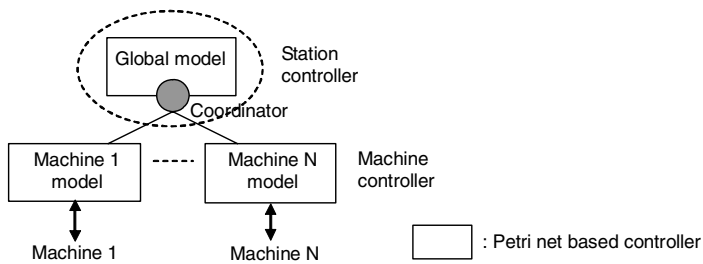 Global model
Station
controller
Coordinator
Machine 1
model
Machine N
model
Machine
controller
Machine 1
Machine N
: Petri net based controller